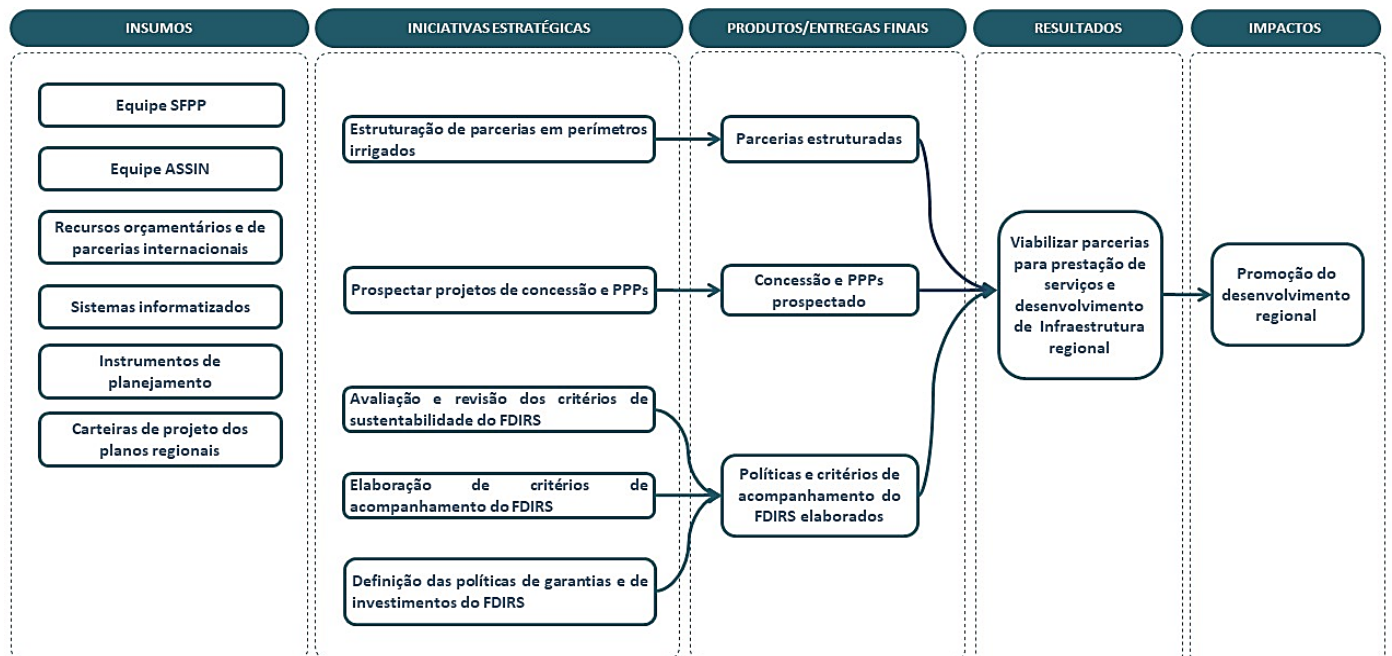 INSUMOS
INICIATIVAS ESTRATÉGICAS
PRODUTOS/ENTREGAS FINAIS
RESULTADOS
IMPACTOS
Equipe SFPP
Equipe ASSIN
Recursos orçamentários e de
parcerias internacionais
Sistemas informatizados
Instrumentos de
planejamento
Carteiras de projeto dos
planos regionais
Estruturação de parcerias em perímetros
irrigados
Prospectar projetos de concessão e PPPs
Avaliação e revisão dos critérios de
sustentabilidade do FDIRS
Elaboração de critérios de
acompanhamento do FDIRS
Definição das políticas de garantias e de
investimentos do FDIRS
Parcerias estruturadas
Concessão e PPPs
prospectado
Políticas e critérios de
acompanhamento do
FDIRS elaborados
Viabilizar parcerias
para prestação de
serviços e
desenvolvimento
de Infraestrutura
regional
Promoção do
desenvolvimento
regional